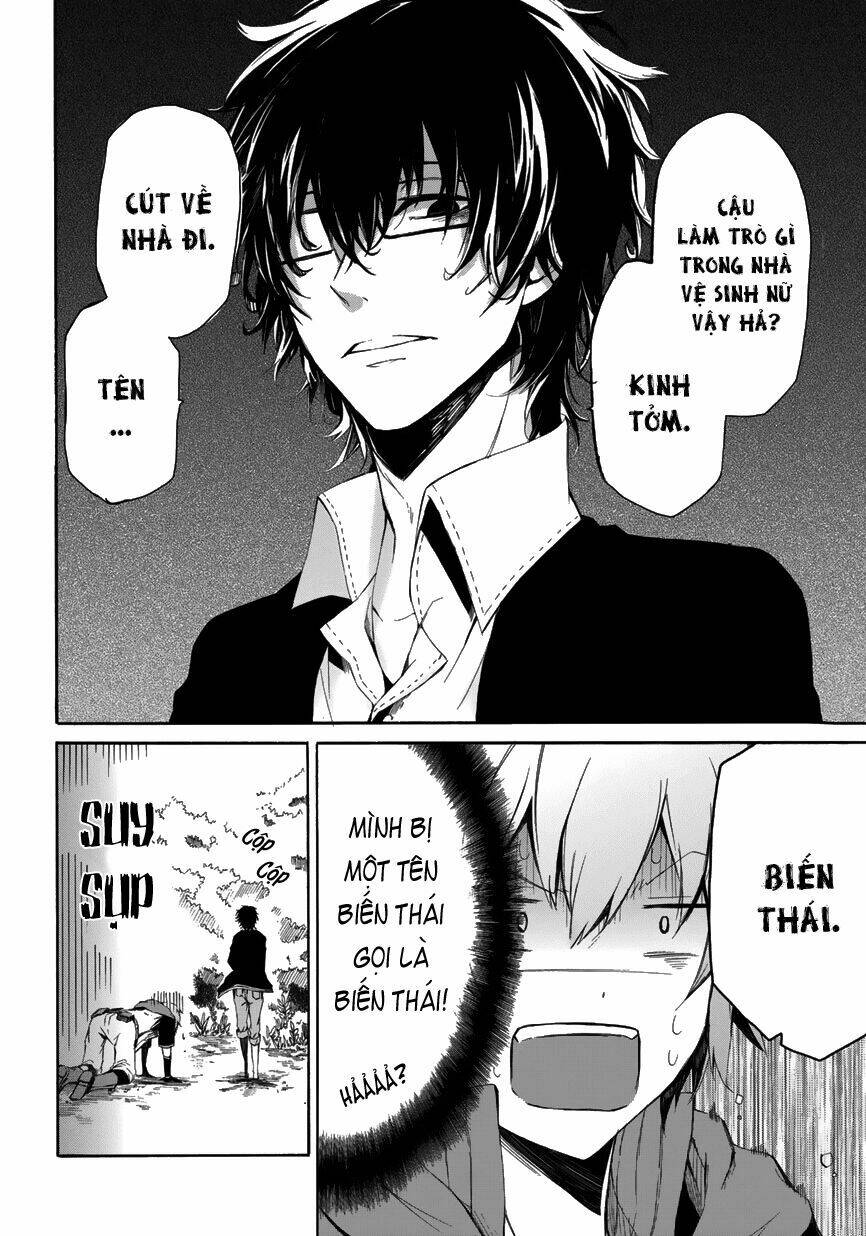 CẬU
LÀM TRÒ GÌ
TRONG NHÀ
VỆ SINH NỮ
VẬY HẢ?
KINH
TỞM.
CÚT VỀ
NHÀ ĐI.
TÊN
...
BIẾN
THÁI.
MÌNH BỊ
MỘT TÊN
BIẾN THÁI
GỌI LÀ
BIẾN THÁI!
HẢẢẢẢ?
CỘP
CỘP
SUY
SỤP